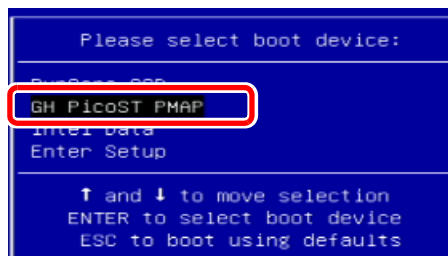 Please select boot device:
GH PicoST PMAP
Intel Data
Enter Setup
↑ and ↓ to move selection
ENTER to select boot device
ESC to boot using defaults